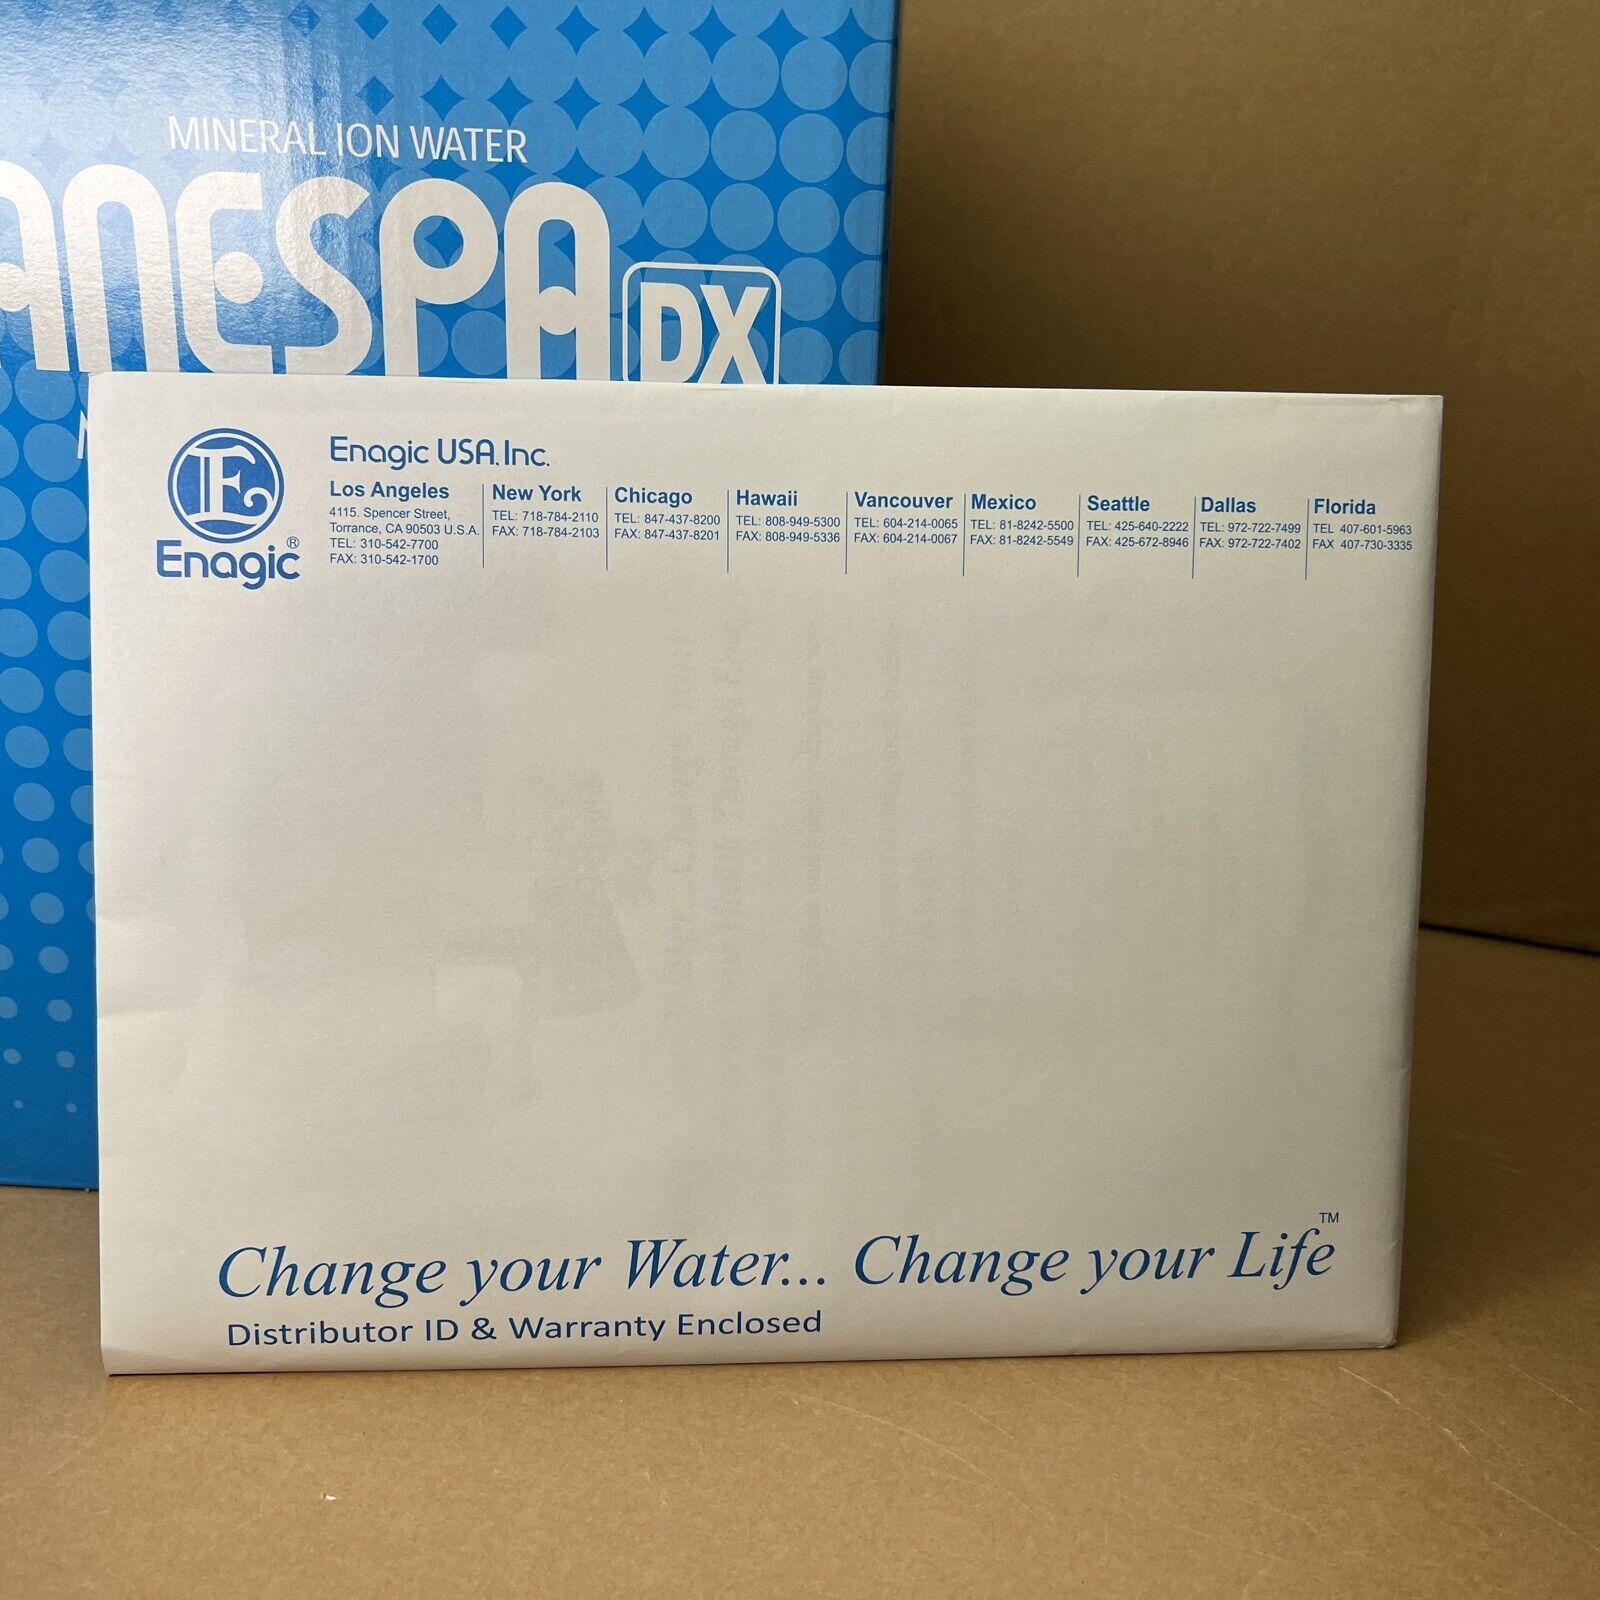 MINERAL ION WATER
ANESPA DX
E
Enagic®
Enagic USA, Inc.
Los Angeles
4115. Spencer Street,
Torrance, CA 90503 U.S.A.
TEL: 310-542-7700
FAX: 310-542-1700
New York
TEL: 718-784-2110
FAX: 718-784-2103
Chicago
TEL: 847-437-8200
FAX: 847-437-8201
Hawaii
TEL: 808-949-5300
FAX: 808-949-5336
Vancouver
TEL: 604-214-0065
FAX: 604-214-0067
Mexico
TEL: 81-8242-5500
FAX: 81-8242-5549
Seattle
TEL: 425-640-2222
FAX: 425-672-8946
Dallas
TEL: 972-722-7499
FAX: 972-722-7402
Florida
TEL 407-601-5963
FAX 407-730-3335
Change your Water... Change your Life™
Distributor ID & Warranty Enclosed